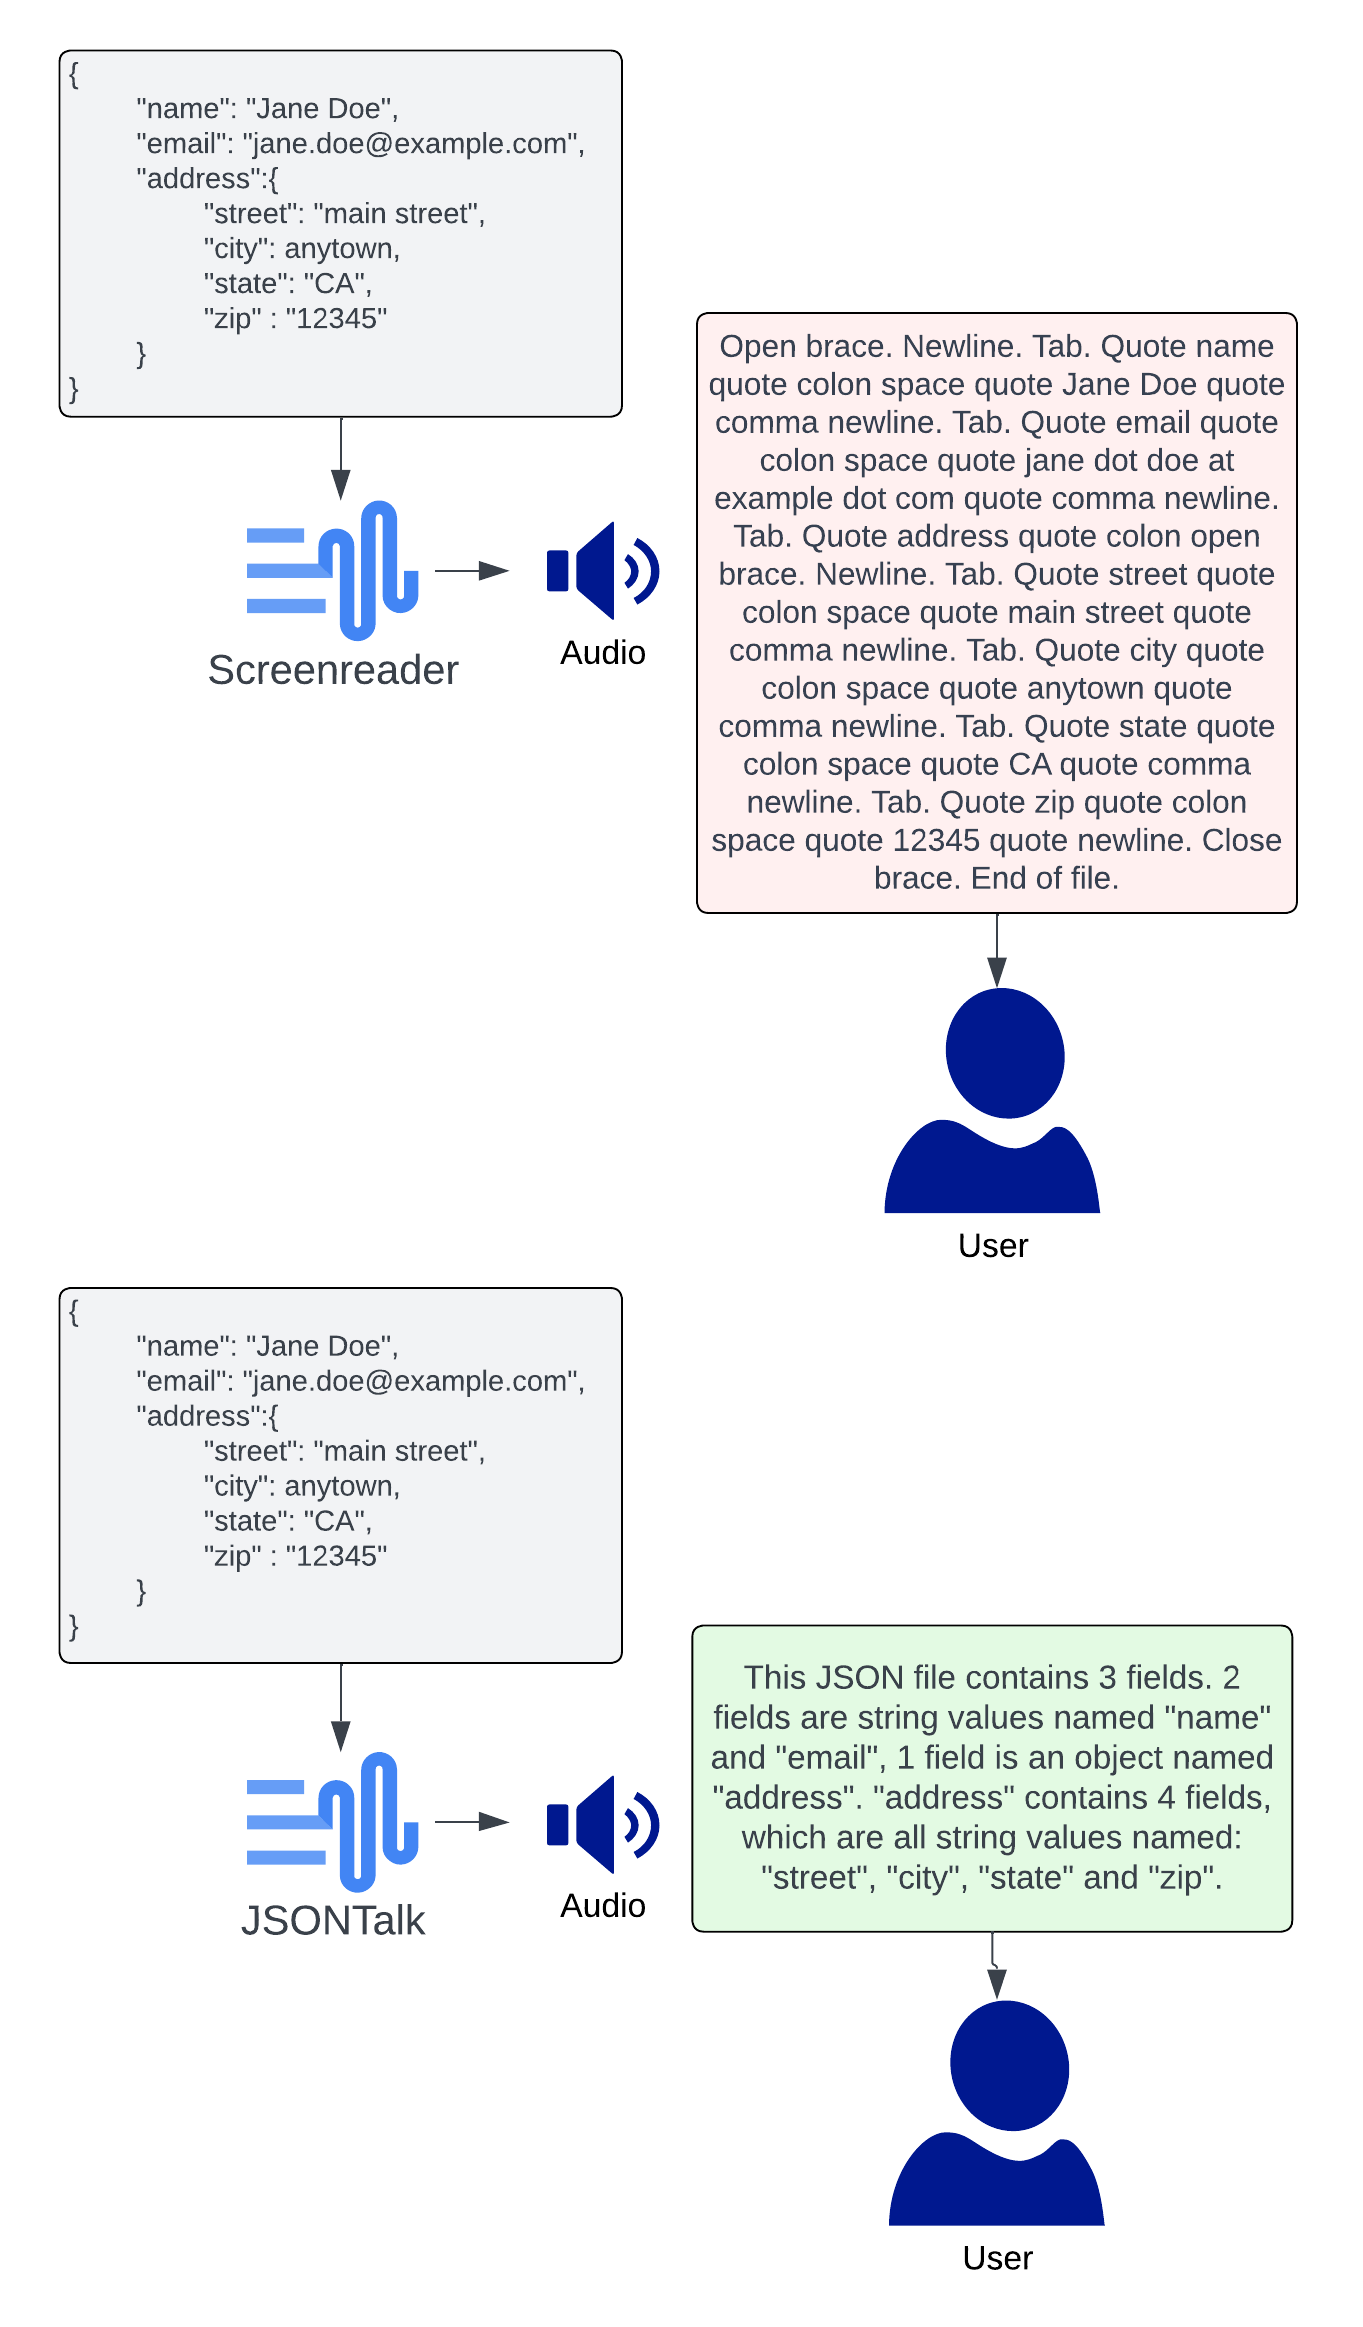 {
"name": "Jane Doe",
"email": "jane.doe@example.com",
"address":{
"street": "main street",
"city": anytown,
"state": "CA",
"zip" : "12345"
}
}
Screenreader
Audio
Open brace. Newline. Tab. Quote name
quote colon space quote Jane Doe quote
comma newline. Tab. Quote email quote
colon space quote jane dot doe at
example dot com quote comma newline.
Tab. Quote address quote colon open
brace. Newline. Tab. Quote street quote
colon space quote main street quote
comma newline. Tab. Quote city quote
colon space quote anytown quote
comma newline. Tab. Quote state quote
colon space quote CA quote comma
newline. Tab. Quote zip quote colon
space quote 12345 quote newline. Close
brace. End of file.
User
{
"name": "Jane Doe",
"email": "jane.doe@example.com",
"address":{
"street": "main street",
"city": anytown,
"state": "CA",
"zip" : "12345"
}
}
JSONTalk
Audio
This JSON file contains 3 fields. 2
fields are string values named "name"
and "email", 1 field is an object named
"address". "address" contains 4 fields,
which are all string values named:
"street", "city", "state" and "zip".
User